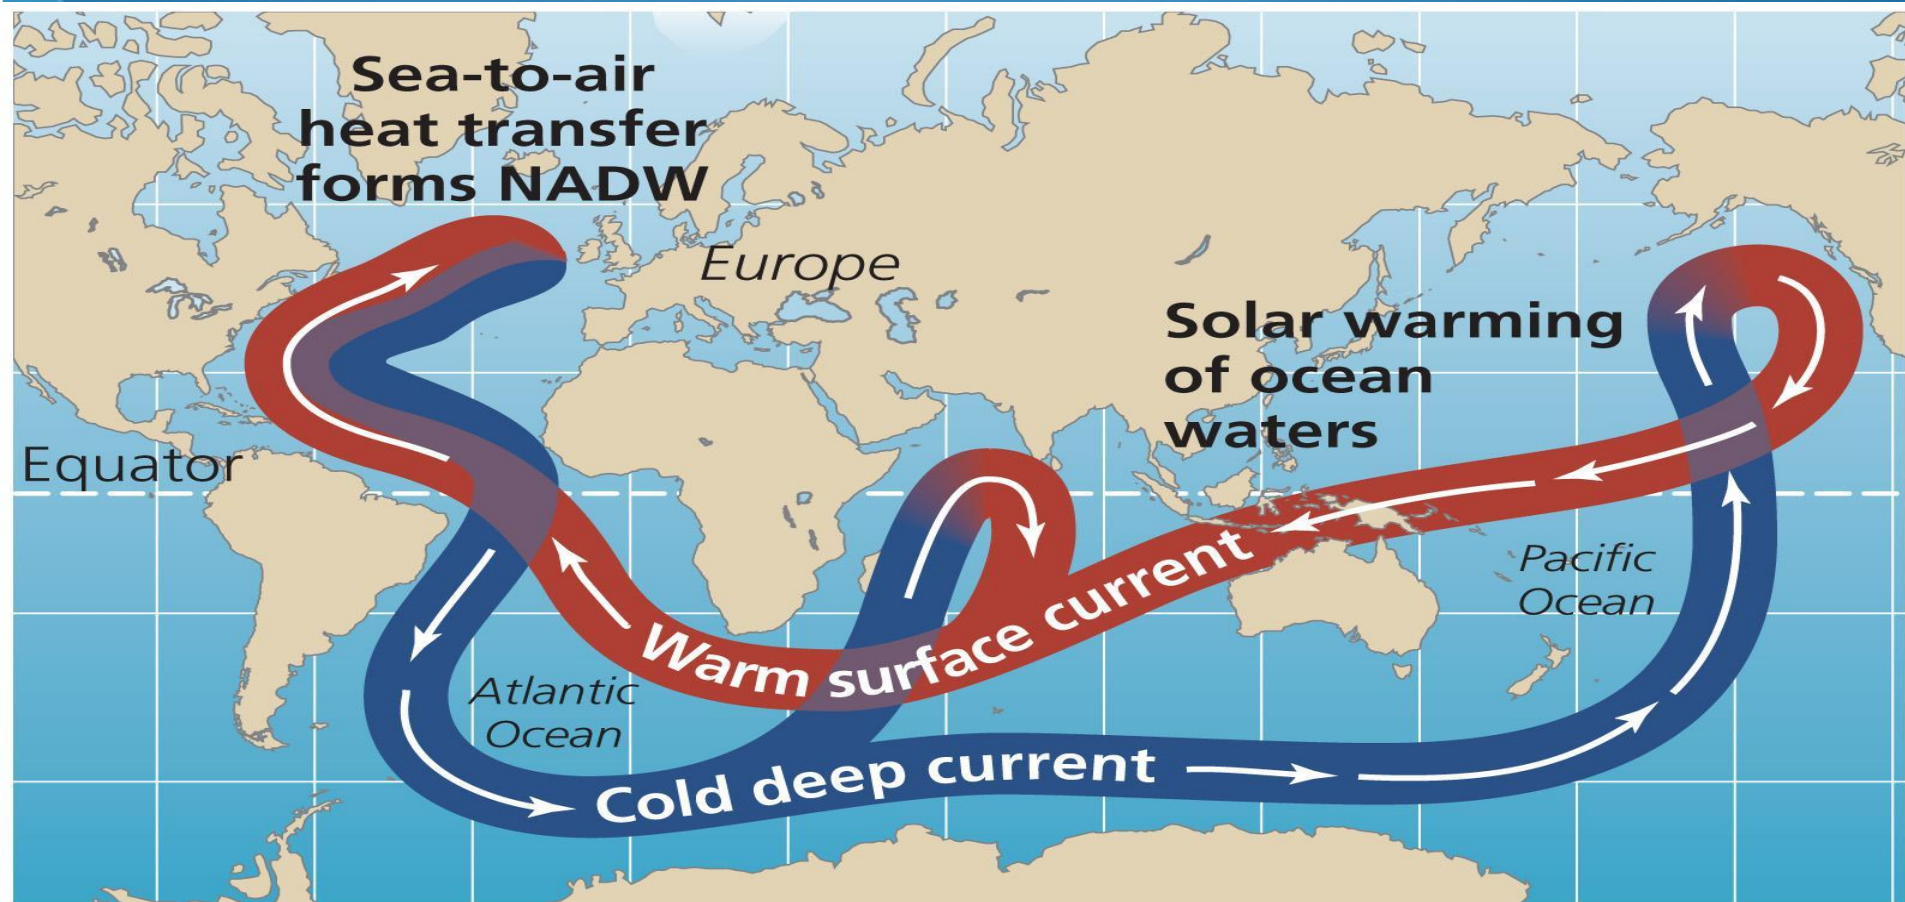 Sea-to-air
heat transfer
forms NADW
Europe
Solar warming
of ocean
waters
Equator
Pacific
Ocean
Warm surface current
Atlantic
Ocean
Cold deep current